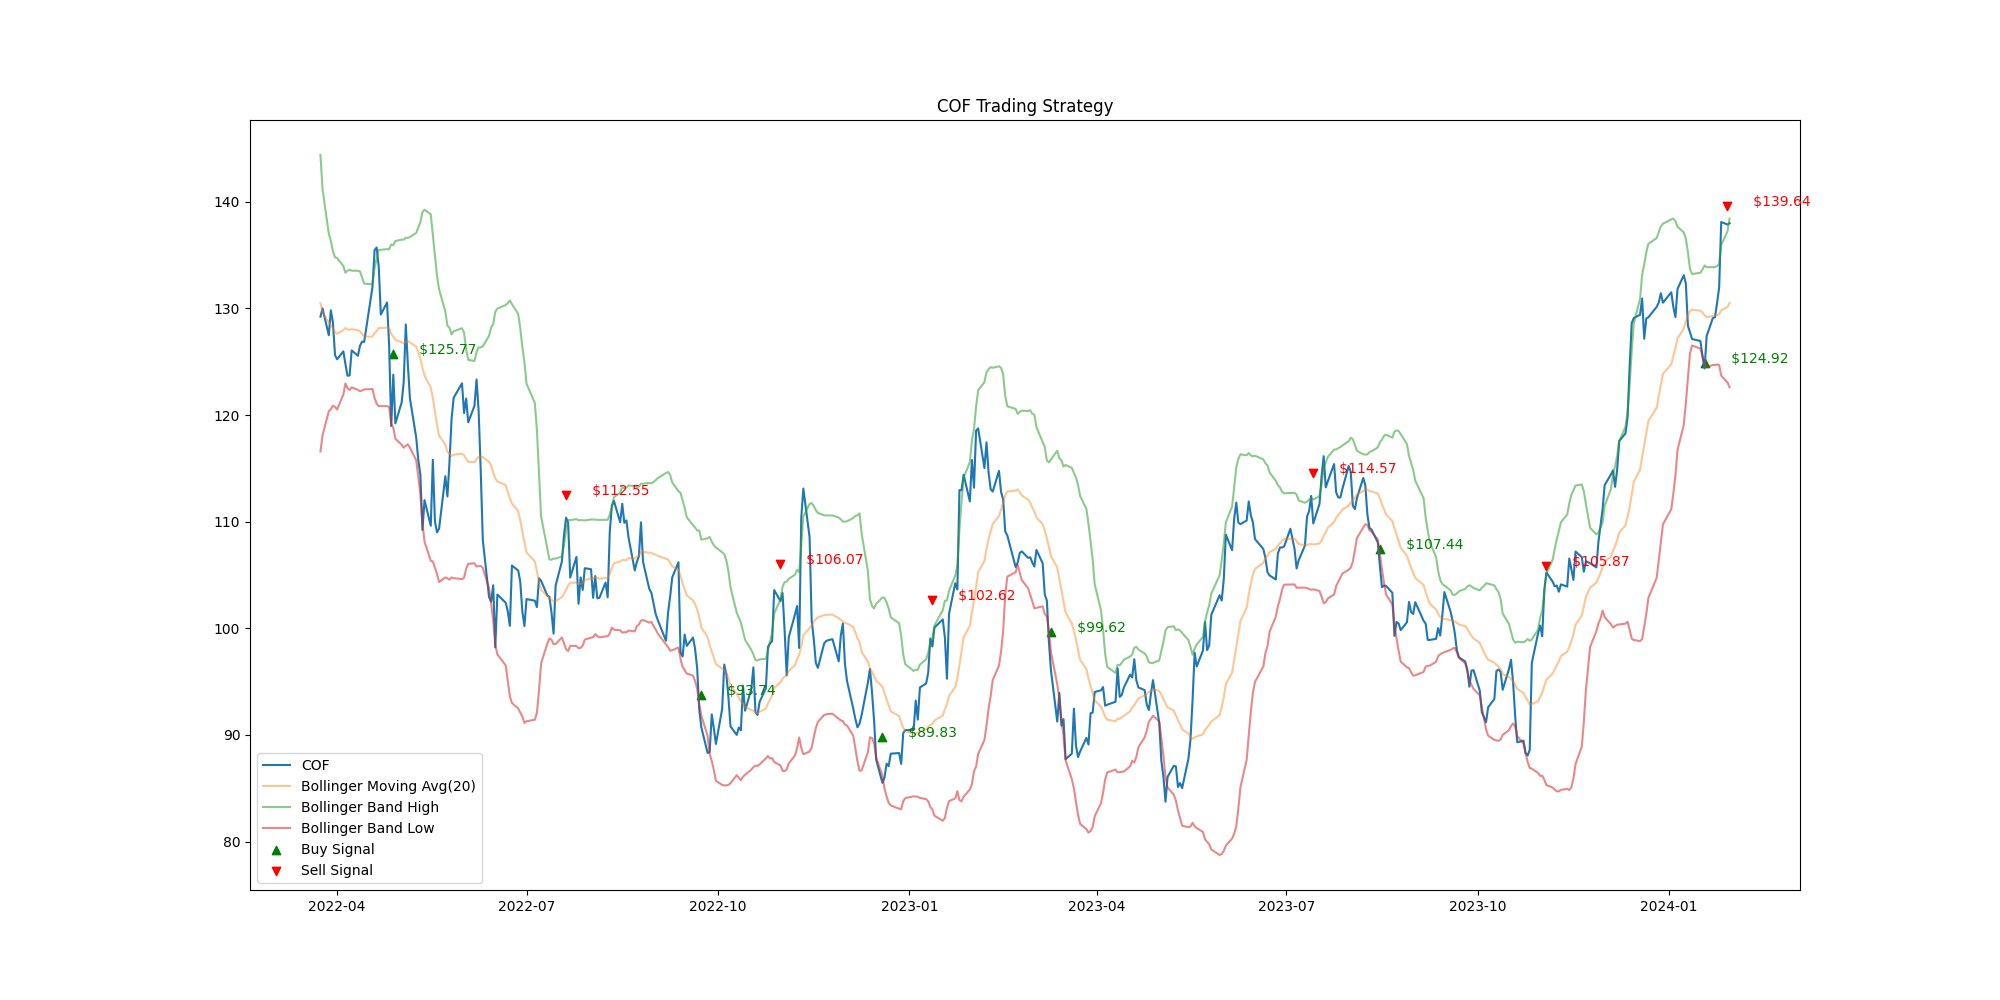 COF Trading Strategy
140
130
120
110
100
90
80
$125.77
$112.55
$93.74
$106.07
$89.83
$102.62
$99.62
$114.57
$107.44
$105.87
$124.92
$139.64
COF
Bollinger Moving Avg(20)
Bollinger Band High
Bollinger Band Low
Buy Signal
Sell Signal
2022-04 2022-07 2022-10 2023-01 2023-04 2023-07 2023-10 2024-01